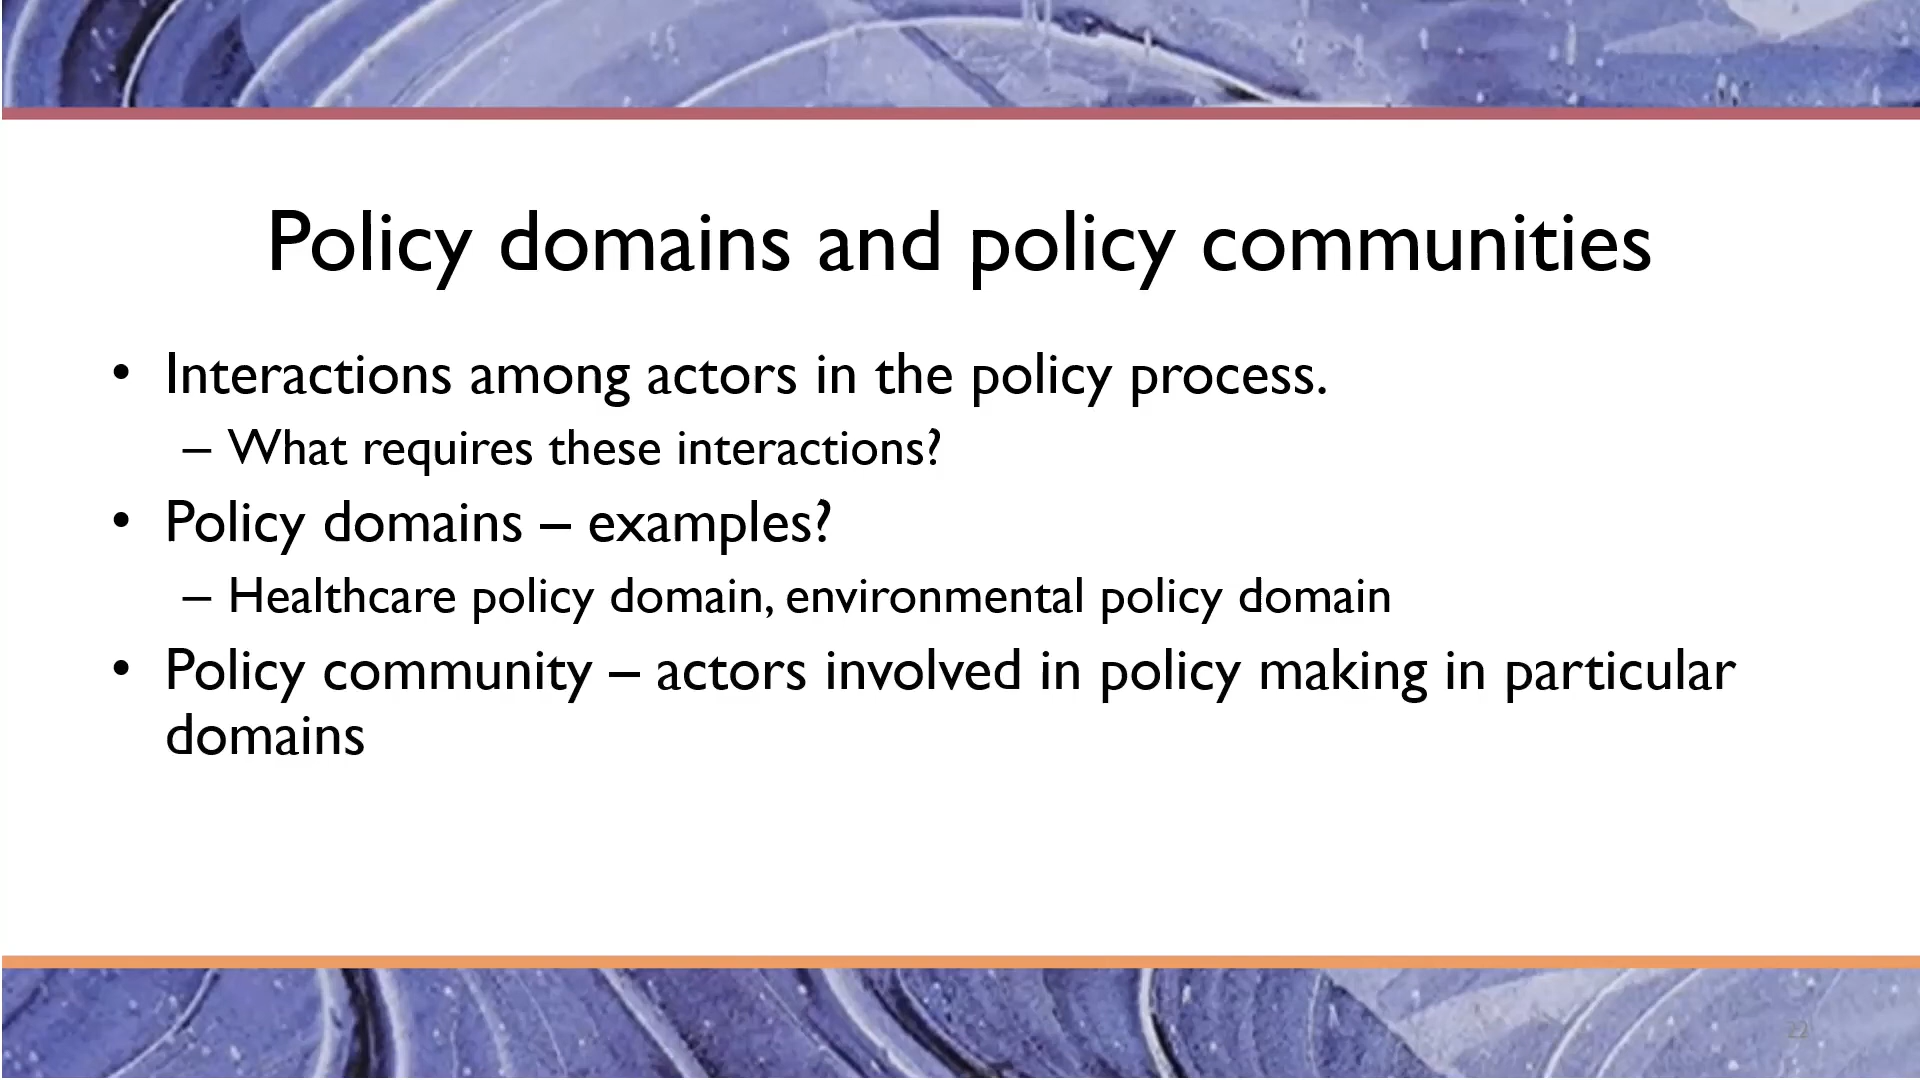 Policy domains and policy communities
• Interactions among actors in the policy process.
– What requires these interactions?
• Policy domains – examples?
– Healthcare policy domain, environmental policy domain
• Policy community – actors involved in policy making in particular
domains
22